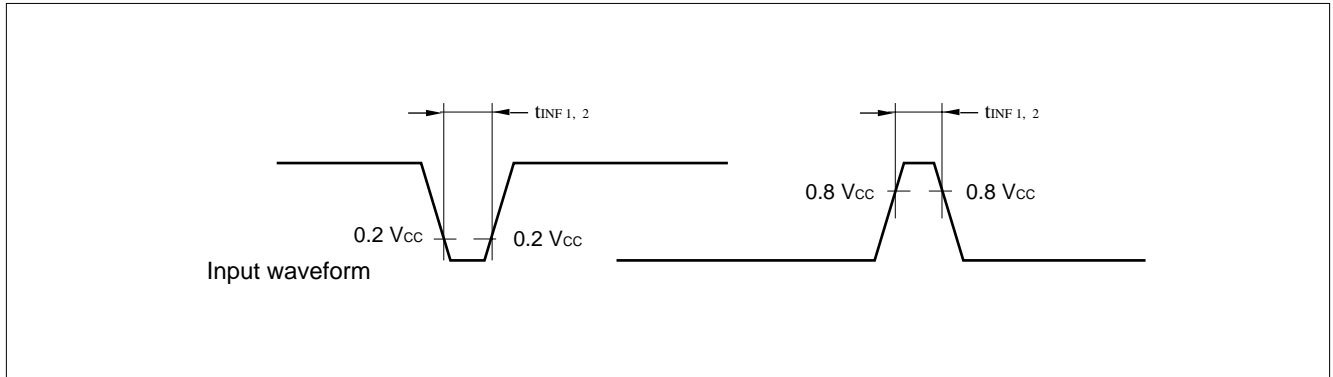 tINF 1, 2
tINF 1, 2
0.8 VCC
0.8 VCC
0.2 VCC
0.2 VCC
Input waveform